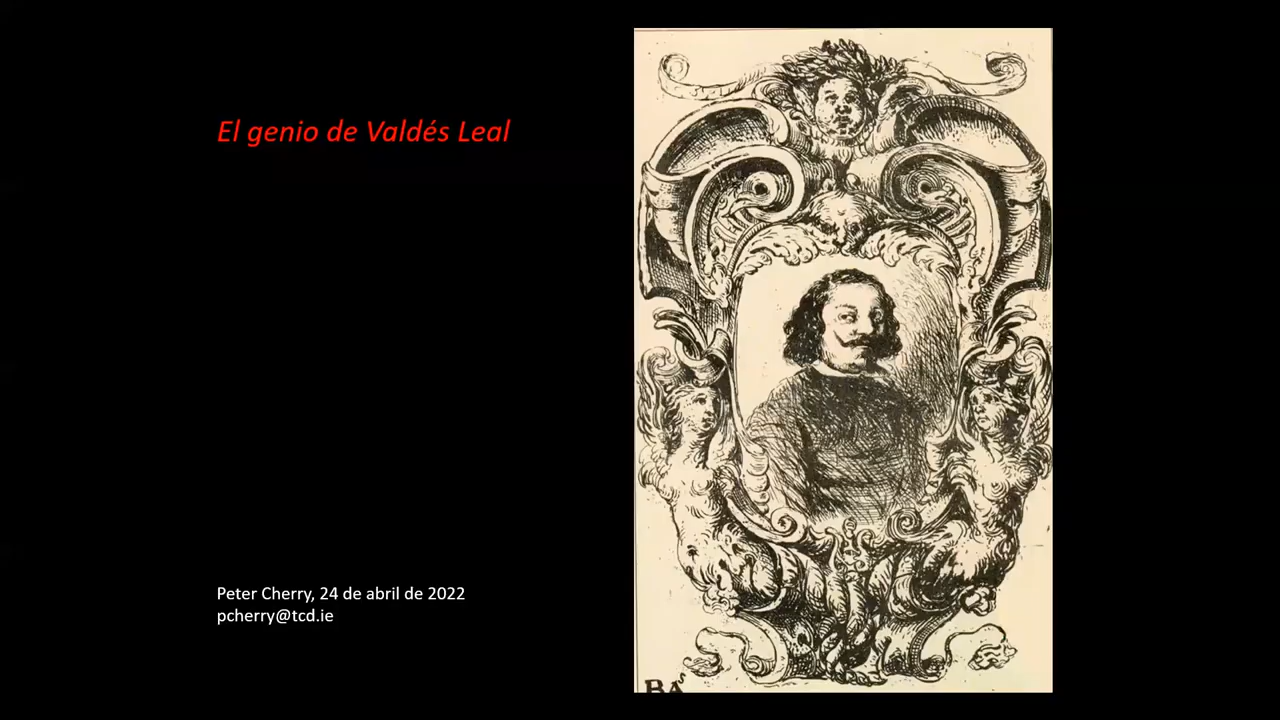 El genio de Valdés Leal
Peter Cherry, 24 de abril de 2022
pcherry@tcd.ie